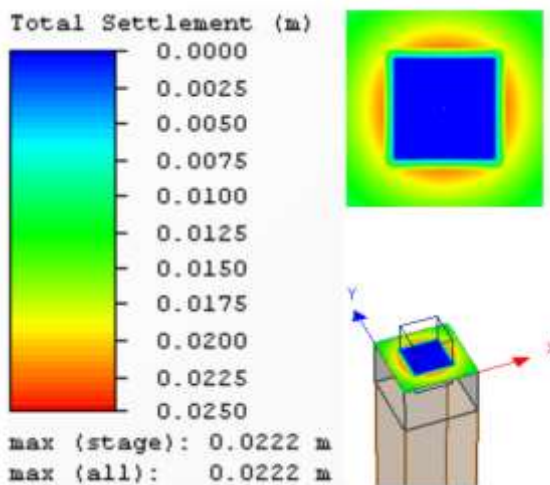 Total Settlement (m)
0.0000
0.0025
0.0050
0.0075
0.0100
0.0125
0.0150
0.0175
0.0200
0.0225
0.0250
max (stage): 0.0222 m
max (all): 0.0222 m
Y
X